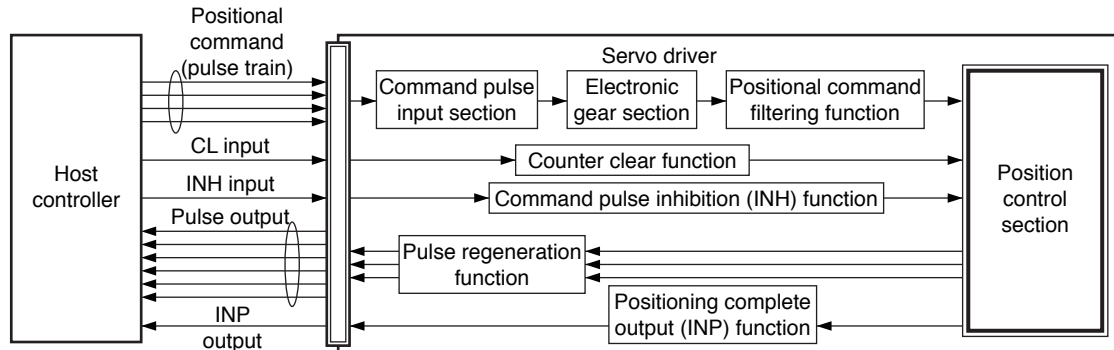 Positional
command
(pulse train)
Servo driver
Command pulse
input section
Electronic
gear section
Positional command
filtering function
CL input
Counter clear function
Host
controller
INH input
Command pulse inhibition (INH) function
Position
control
section
Pulse output
Pulse regeneration
function
Positioning complete
output (INP) function
INP
output